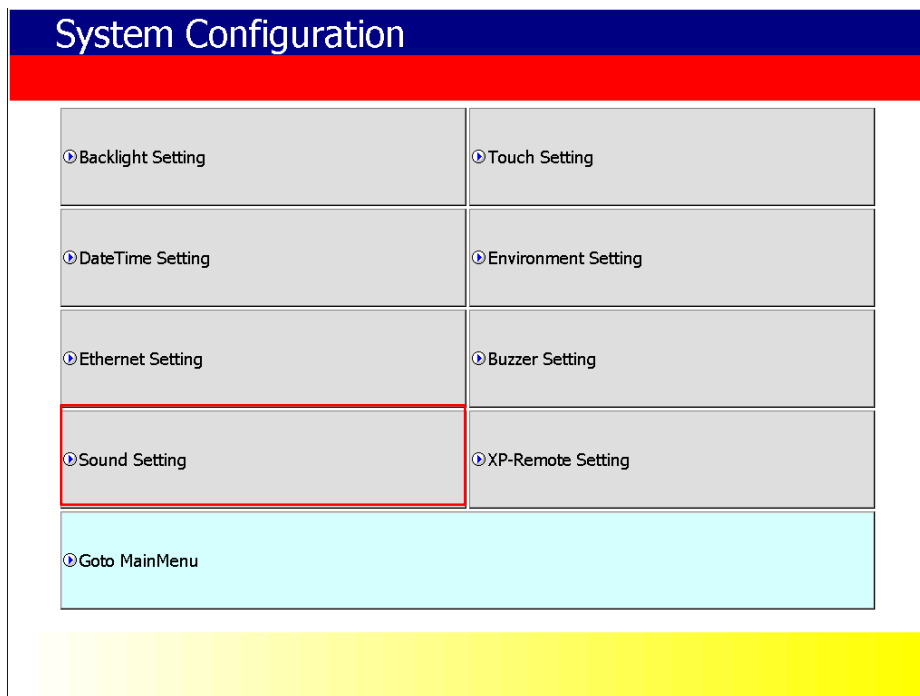 System Configuration
Backlight Setting
Touch Setting
DateTime Setting
Environment Setting
Ethernet Setting
Buzzer Setting
Sound Setting
XP-Remote Setting
Goto MainMenu